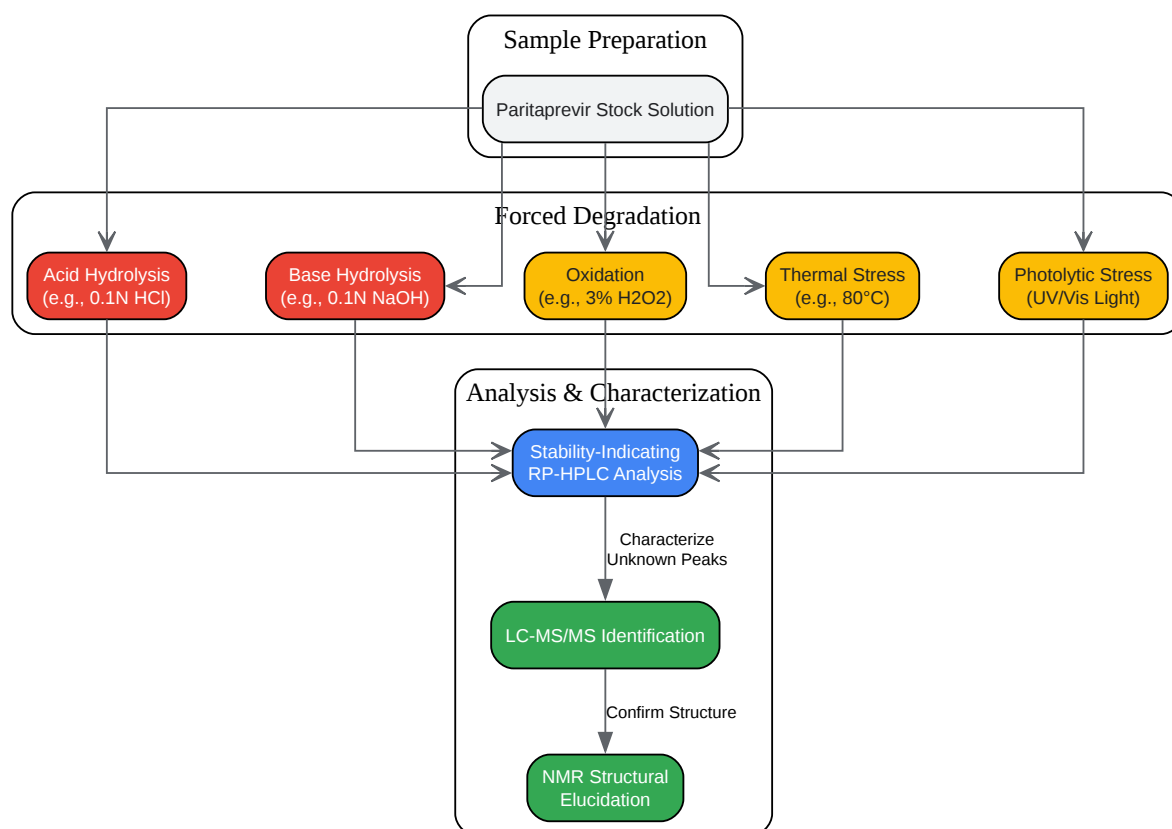 Sample Preparation
Paritaprevir Stock Solution
Forced Degradation
Acid Hydrolysis
(e.g., 0.1N HCl)
Base Hydrolysis
(e.g., 0.1N NaOH)
Oxidation
(e.g., 3% H2O2)
Thermal Stress
(e.g., 80°C)
Photolytic Stress
(UV/Vis Light)
Analysis & Characterization
Stability-Indicating
RP-HPLC Analysis
Characterize
Unknown Peaks
LC-MS/MS Identification
Confirm Structure
NMR Structural
Elucidation